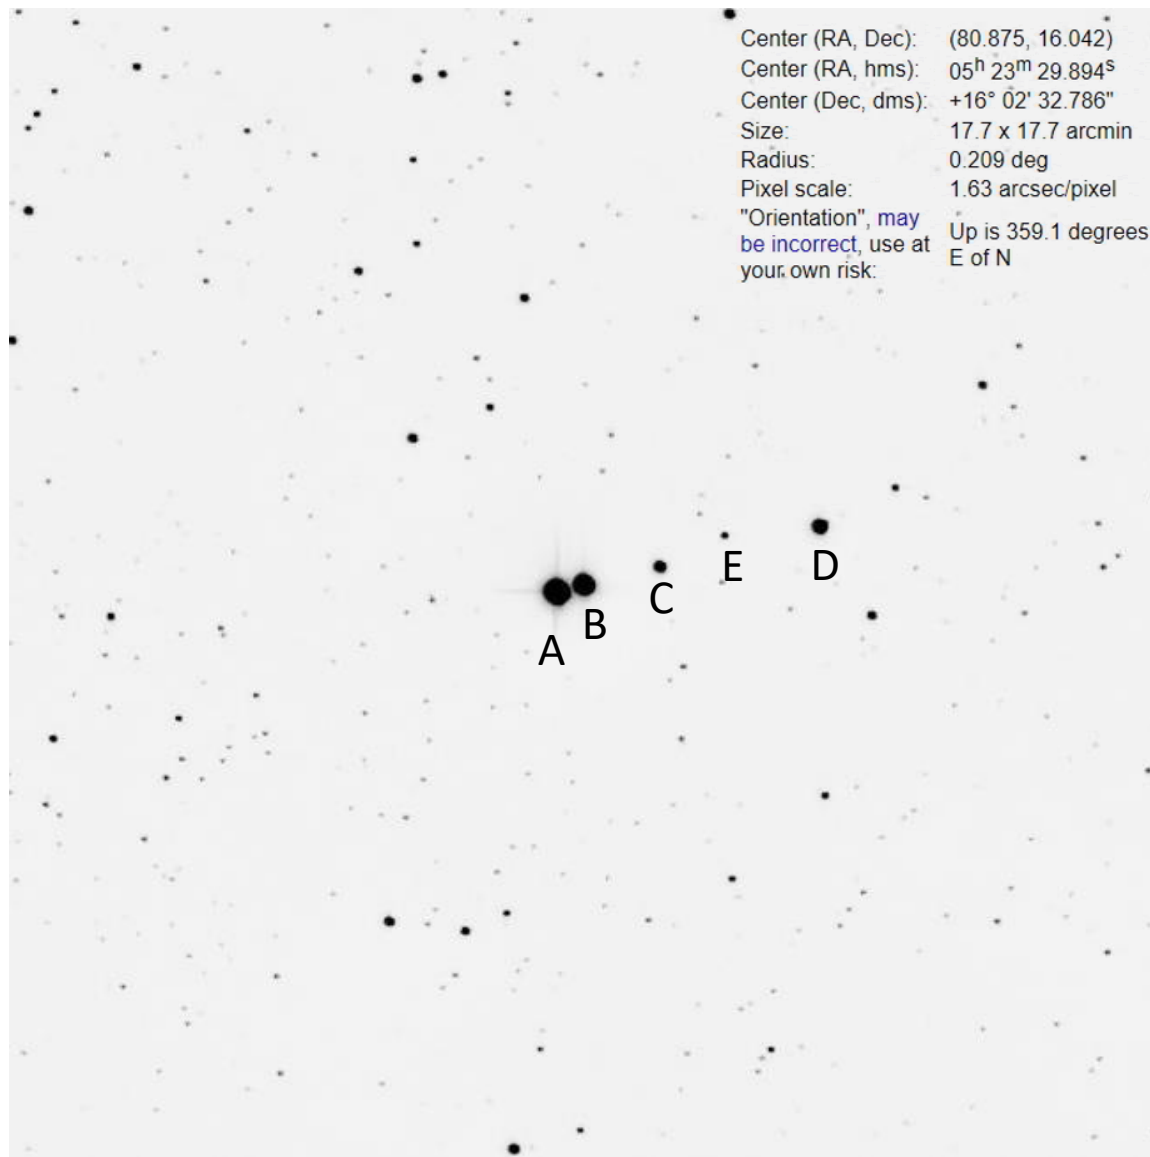 Center (RA, Dec): (80.875, 16.042)
Center (RA, hms): 05h 23m 29.894s
Center (Dec, dms): +16° 02' 32.786"
Size: 17.7 x 17.7 arcmin
Radius: 0.209 deg
Pixel scale: 1.63 arcsec/pixel
"Orientation", may
be incorrect, use at
your own risk:
Up is 359.1 degrees
E of N
E
D
C
B
A